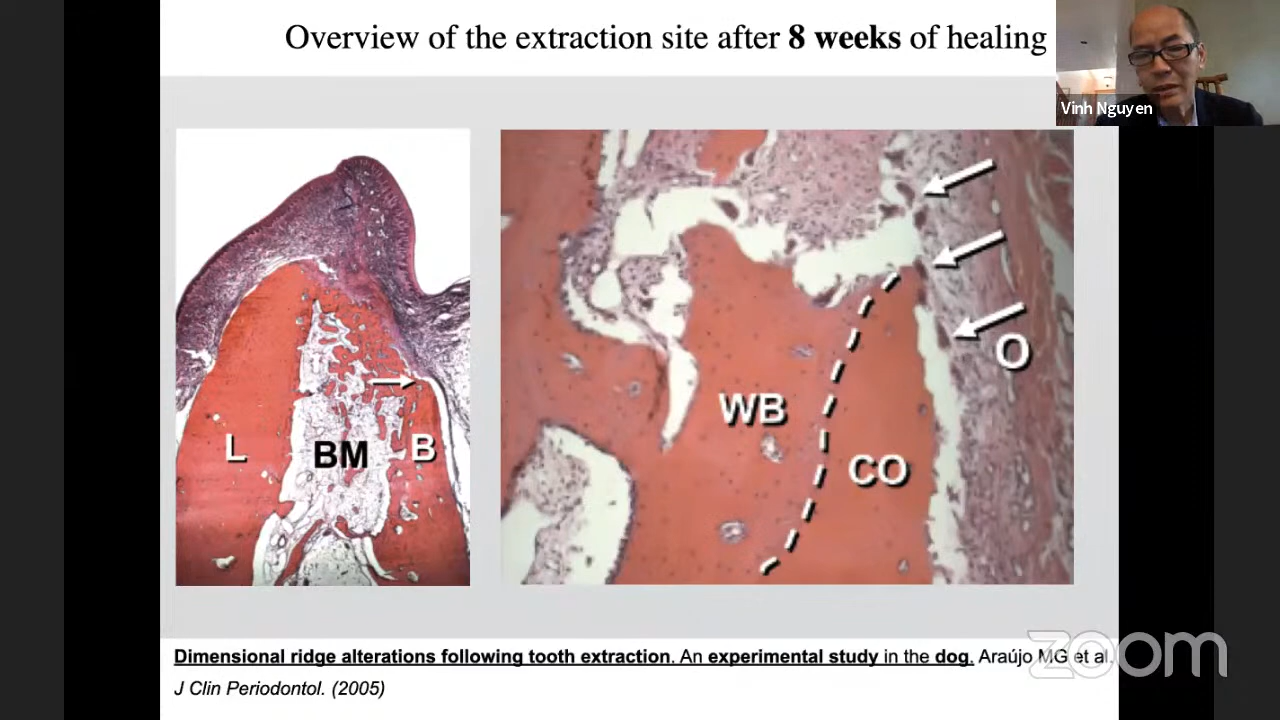 Overview of the extraction site after 8 weeks of healing
Vinh Nguyen
L
BM
B
WB
CO
O
Dimensional ridge alterations following tooth extraction. An experimental study in the dog. Araújo MG et al.
J Clin Periodontol. (2005)
zoom